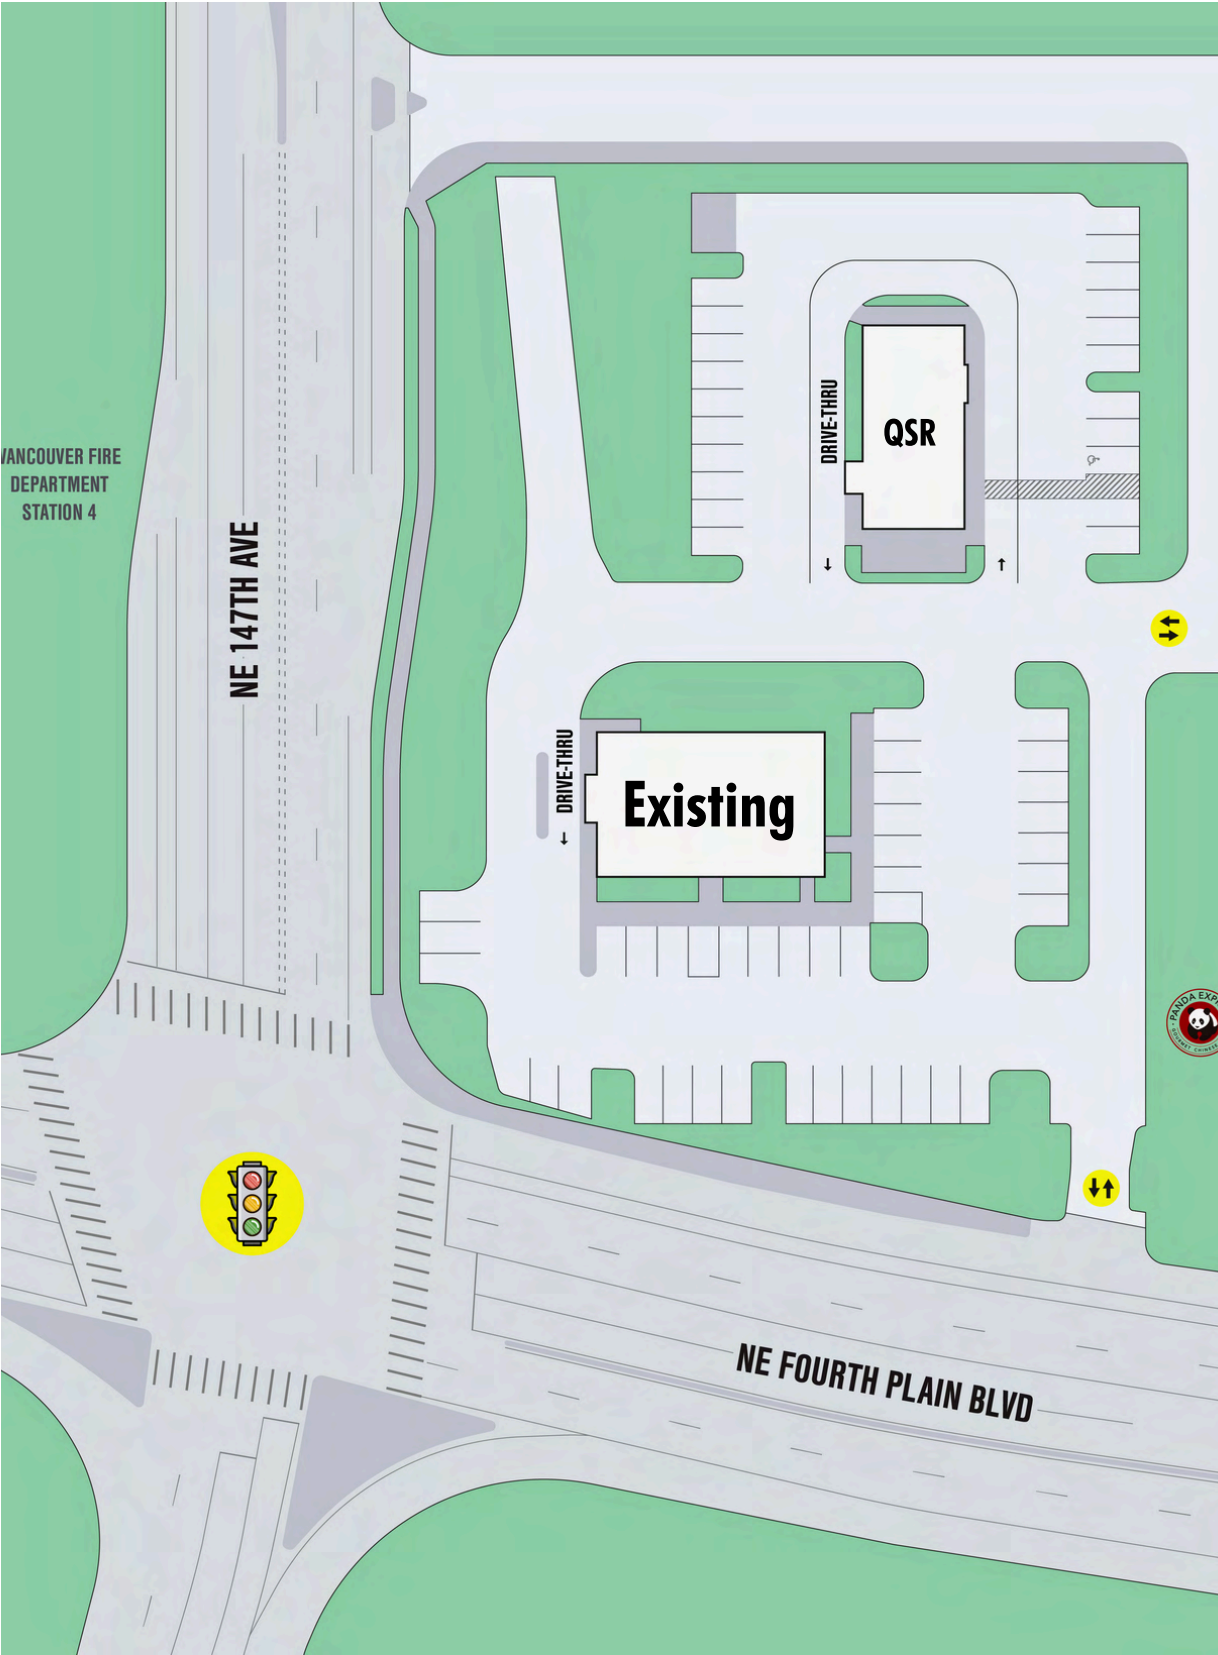 DRIVE-THRU
QSR
VANCOUVER FIRE
DEPARTMENT
STATION 4
NE 147TH AVE
DRIVE-THRU
Existing
NE FOURTH PLAIN BLVD